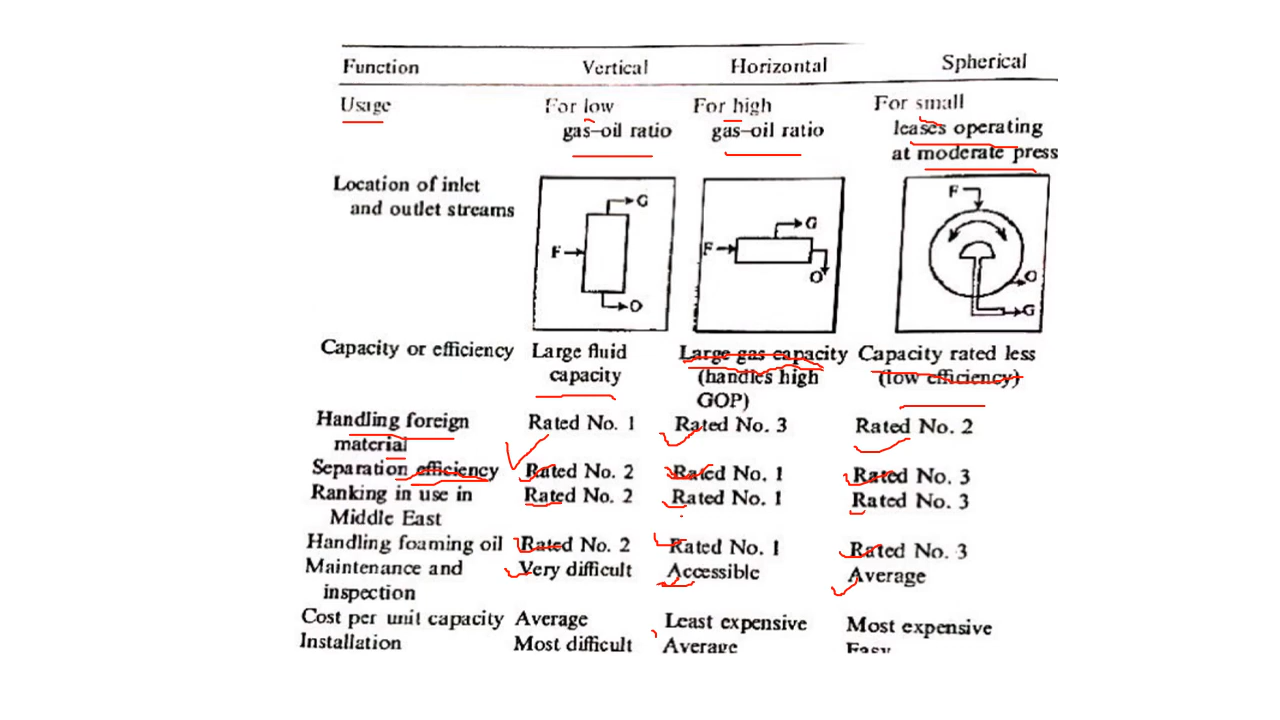 Function Vertical Horizontal Spherical
Usage For low For high For small
gas–oil ratio gas–oil ratio leases operating
at moderate press
Location of inlet
and outlet streams
G
F
O
G
F
O
F
O
G
Capacity or efficiency Large fluid Large gas capacity Capacity rated less
capacity (handles high (low efficiency)
GOP)
Handling foreign Rated No. 1 Rated No. 3 Rated No. 2
material
Separation efficiency Rated No. 2 Rated No. 1 Rated No. 3
Ranking in use in Rated No. 2 Rated No. 1 Rated No. 3
Middle East
Handling foaming oil Rated No. 2 Rated No. 1 Rated No. 3
Maintenance and Very difficult Accessible Average
inspection
Cost per unit capacity Average Least expensive Most expensive
Installation Most difficult Average Easy